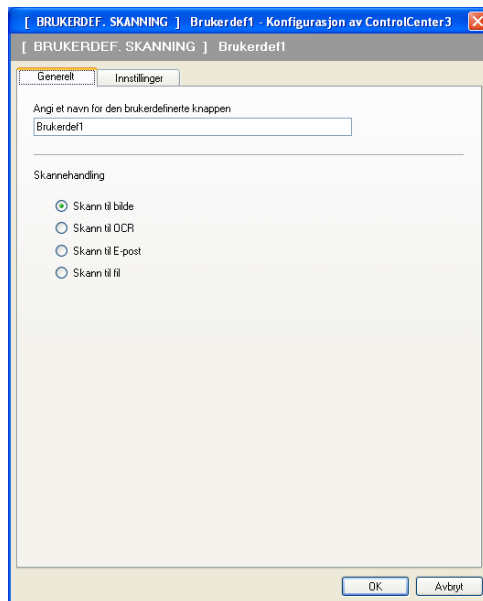 [ BRUKERDEF. SKANNING ] Brukerdef1 - Konfigurasjon av ControlCenter3
[ BRUKERDEF. SKANNING ] Brukerdef1
Generelt Innstillinger
Angi et navn for den brukerdefinerte knappen
Brukerdef1
Skannehandling
Skann til bilde
Skann til OCR
Skann til E-post
Skann til fil
OK Avbryt